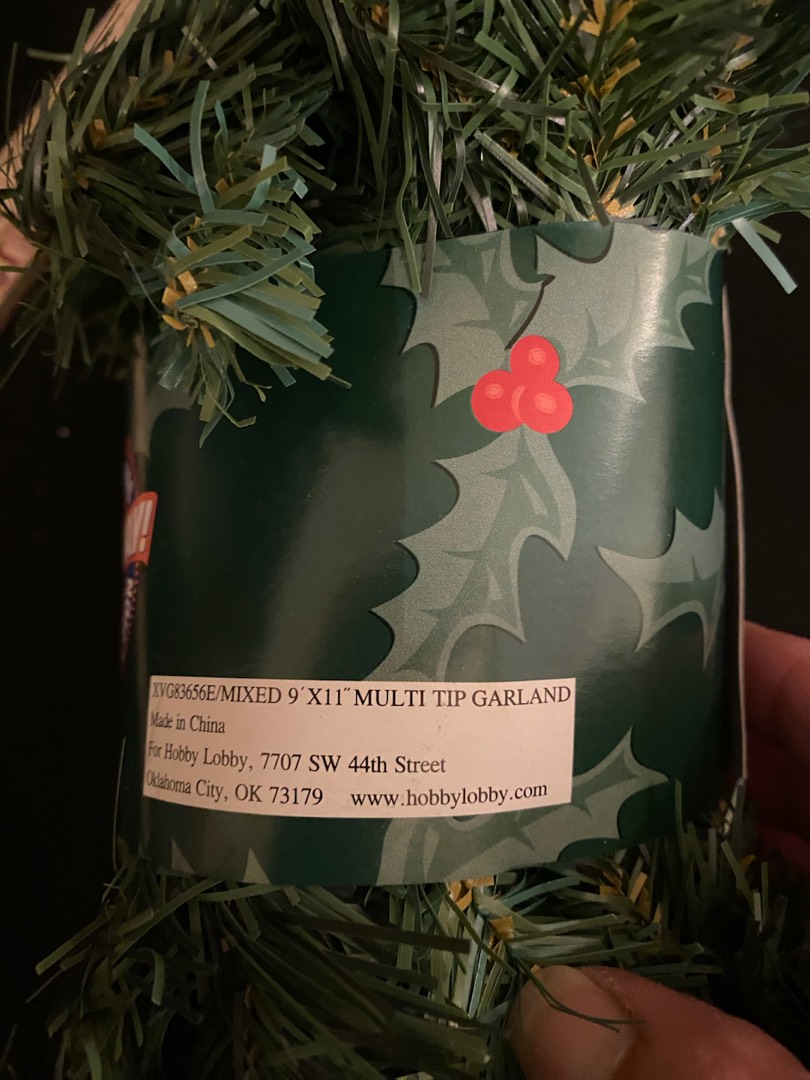 XVG83656E/MIXED 9´X11˝ MULTI TIP GARLAND
Made in China
For Hobby Lobby, 7707 SW 44th Street
Oklahoma City, OK 73179 www.hobbylobby.com